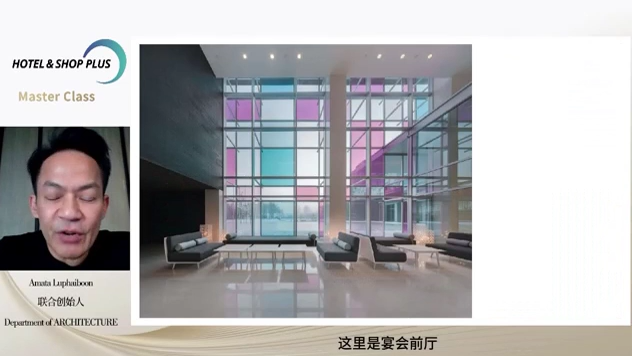 HOTEL & SHOP PLUS
Master Class
Amata Luphaiboon
联合创始人
Department of ARCHITECTURE
这里是宴会前厅